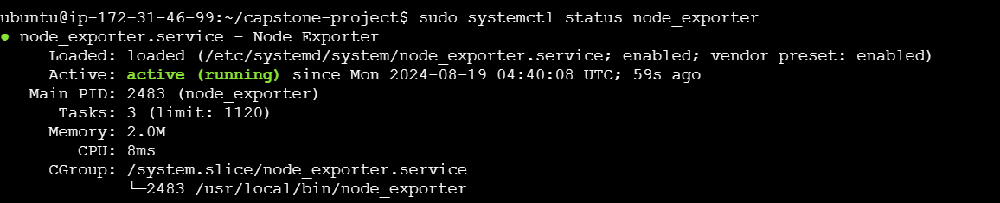 ubuntu@ip-172-31-46-99:~/capstone-project$ sudo systemctl status node_exporter
● node_exporter.service - Node Exporter
     Loaded: loaded (/etc/systemd/system/node_exporter.service; enabled; vendor preset: enabled)
     Active: active (running) since Mon 2024-08-19 04:40:08 UTC; 59s ago
   Main PID: 2483 (node_exporter)
      Tasks: 3 (limit: 1120)
     Memory: 2.0M
        CPU: 8ms
     CGroup: /system.slice/node_exporter.service
             └─2483 /usr/local/bin/node_exporter